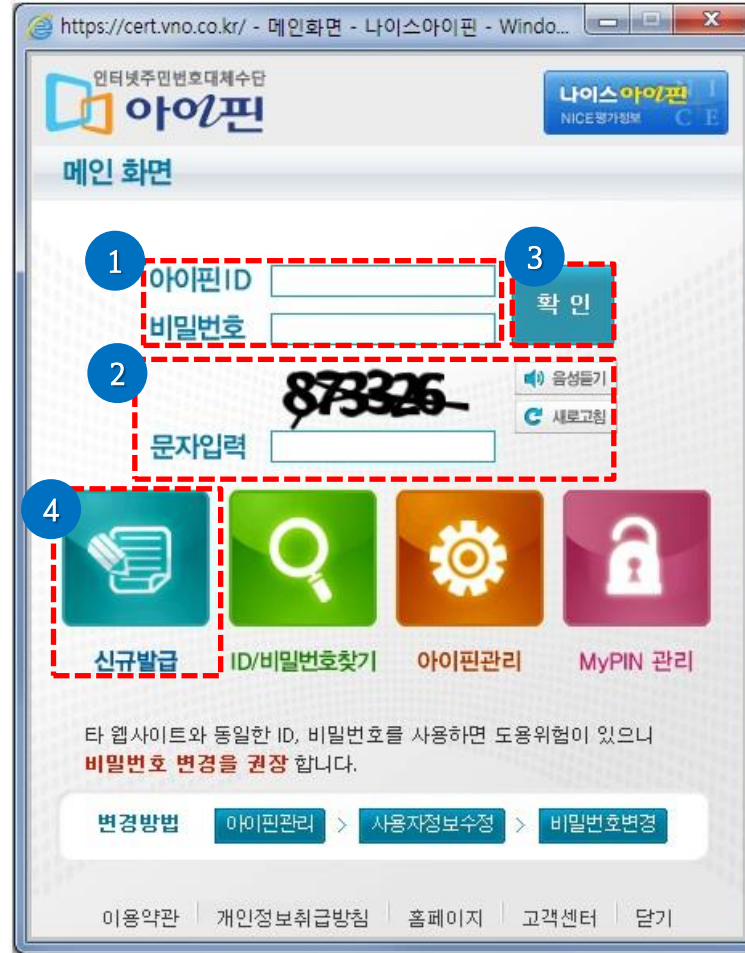 https://cert.vno.co.kr/ - 메인화면 - 나이스아이핀 - Windo...
인터넷주민번호대체수단
아이핀
나이스아이핀
NICE평가정보
NICE
메인 화면
1
아이핀ID
비밀번호
3
확 인
2
873326
음성듣기
새로고침
문자입력
4
신규발급
ID/비밀번호찾기
아이핀관리
MyPIN 관리
타 웹사이트와 동일한 ID, 비밀번호를 사용하면 도용위험이 있으니
비밀번호 변경을 권장 합니다.
변경방법 아이핀관리 > 사용자정보수정 > 비밀번호변경
이용약관 개인정보취급방침 홈페이지 고객센터 닫기